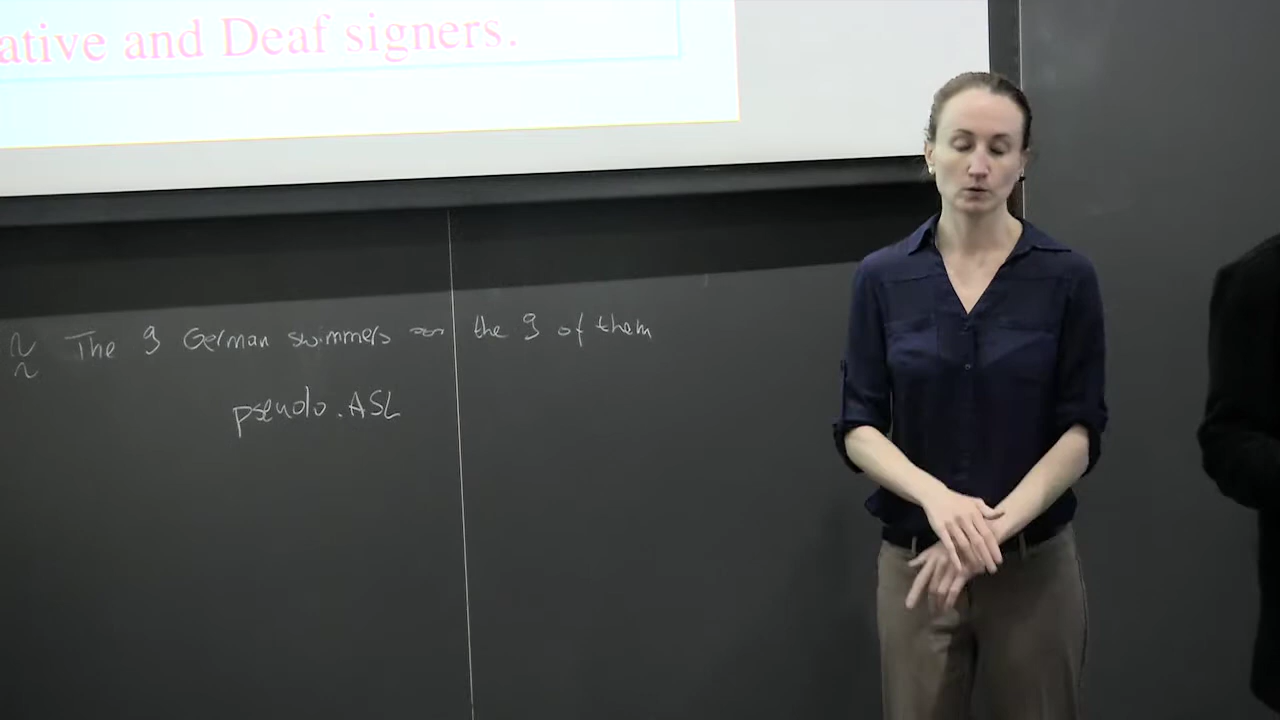 ative and Deaf signers.
≈ The 9 German swimmers the 9 of them
pseudo.ASL